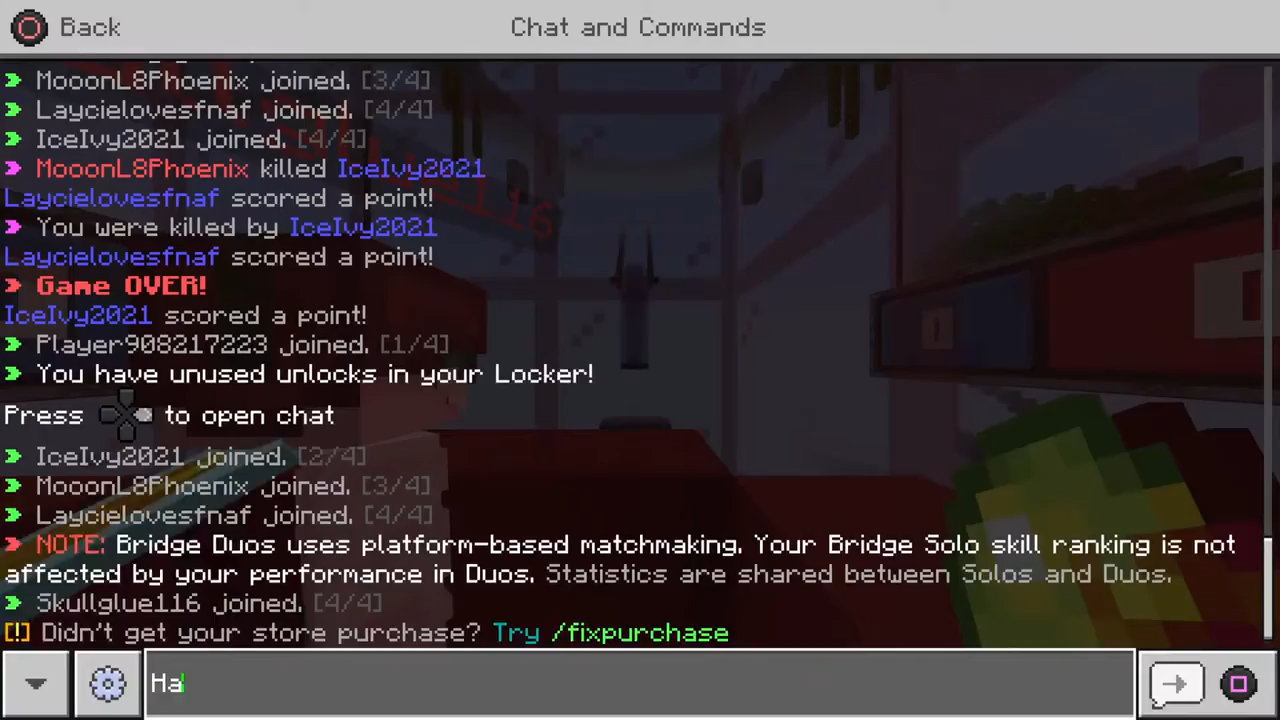 Back
Chat and Commands
MooonL8Phoenix joined. [3/4]
Laycielovesfnaf joined. [4/4]
IceIvy2021 joined. [4/4]
MooonL8Phoenix killed IceIvy2021
Laycielovesfnaf scored a point!
You were killed by IceIvy2021
Laycielovesfnaf scored a point!
Game OVER!
IceIvy2021 scored a point!
Player908217223 joined. [1/4]
You have unused unlocks in your Locker!
Press to open chat
IceIvy2021 joined. [2/4]
MooonL8Phoenix joined. [3/4]
Laycielovesfnaf joined. [4/4]
NOTE: Bridge Duos uses platform-based matchmaking. Your Bridge Solo skill ranking is not
affected by your performance in Duos. Statistics are shared between Solos and Duos.
Skullglue116 joined. [4/4]
[!] Didn't get your store purchase? Try /fixpurchase
Ha